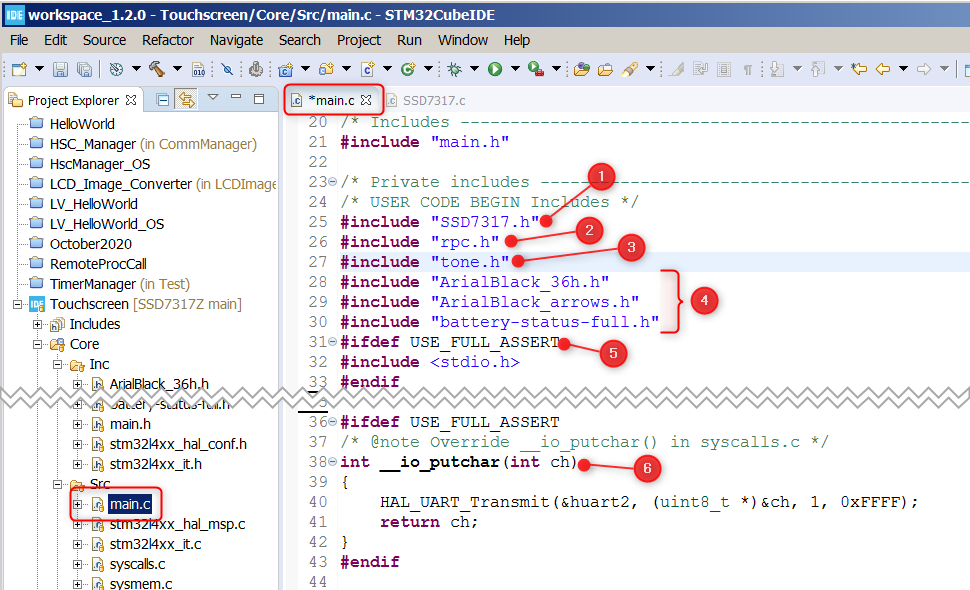 IDE workspace_1.2.0 - Touchscreen/Core/Src/main.c - STM32CubeIDE
File Edit Source Refactor Navigate Search Project Run Window Help
Project Explorer
*main.c
SSD7317.c
HelloWorld
HSC_Manager (in CommManager)
HscManager_OS
LCD_Image_Converter (in LCDImage
LV_HelloWorld
LV_HelloWorld_OS
October2020
RemoteProcCall
TimerManager (in Test)
IDE Touchscreen [SSD7317Z main]
Includes
Core
Inc
ArialBlack_36h.h
battery-status-full.h
main.h
stm32l4xx_hal_conf.h
stm32l4xx_it.h
Src
main.c
stm32l4xx_hal_msp.c
stm32l4xx_it.c
syscalls.c
sysmem.c
20 /* Includes ------------------------------------------------
21 #include "main.h"
22
23 /* Private includes ----------------------------------------
24 /* USER CODE BEGIN Includes */
25 #include "SSD7317.h" 1
26 #include "rpc.h" 2
27 #include "tone.h" 3
28 #include "ArialBlack_36h.h"
29 #include "ArialBlack_arrows.h" 4
30 #include "battery-status-full.h"
31 #ifdef USE_FULL_ASSERT 5
32 #include <stdio.h>
33 #endif
36 #ifdef USE_FULL_ASSERT
37 /* @note Override __io_putchar() in syscalls.c */
38 int __io_putchar(int ch) 6
39 {
40 HAL_UART_Transmit(&huart2, (uint8_t *)&ch, 1, 0xFFFF);
41 return ch;
42 }
43 #endif
44